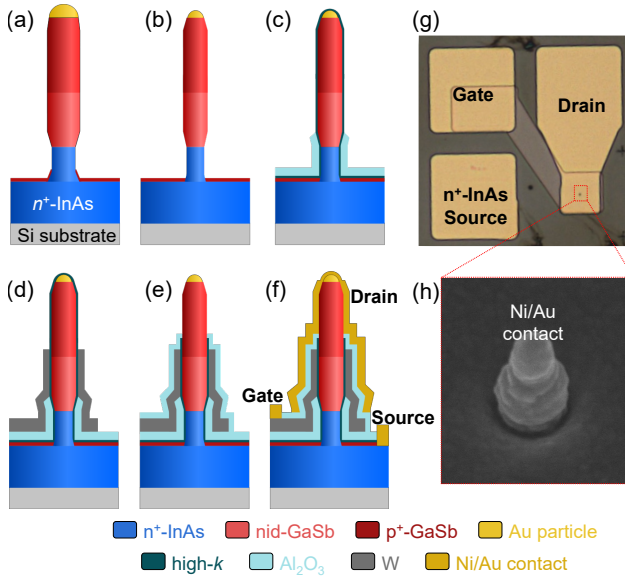 (a)
(b)
(c)
(g)
Gate
Drain
n⁺-InAs
Source
n⁺-InAs
Si substrate
(d)
(e)
(f)
Drain
Gate
Source
(h)
Ni/Au
contact
n⁺-InAs
nid-GaSb
p⁺-GaSb
Au particle
high-k
Al₂O₃
W
Ni/Au contact